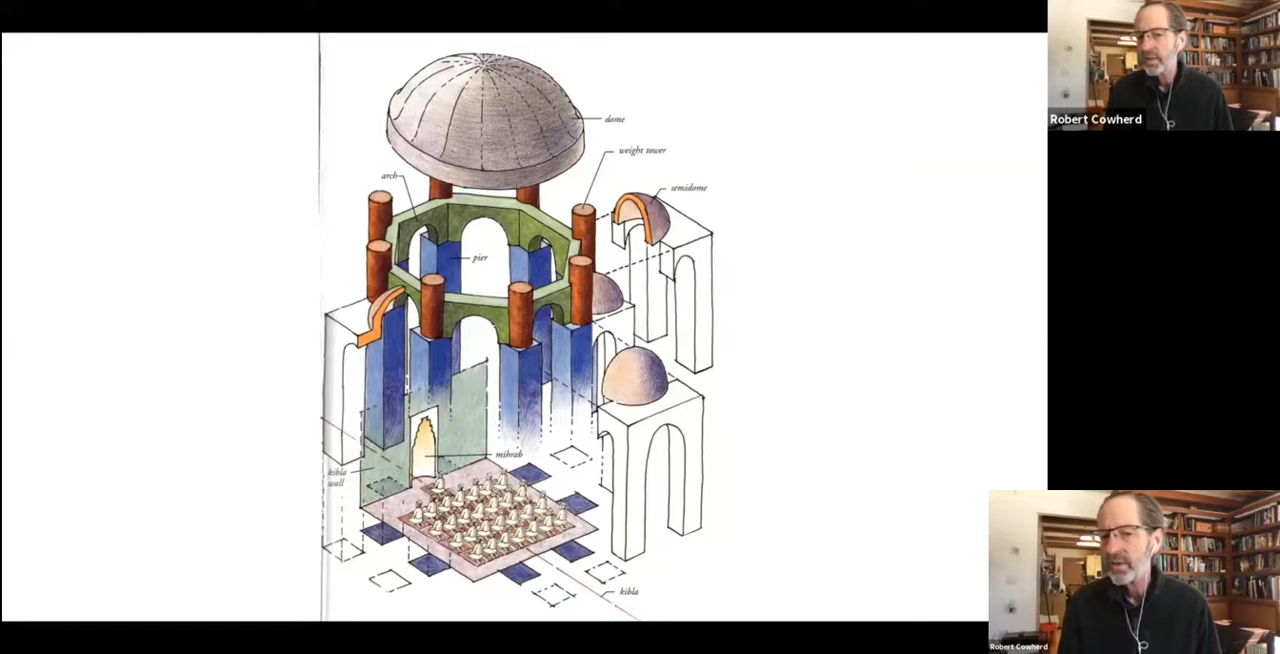 dome
weight tower
arch
semidome
pier
mihrab
kibla
wall
kibla
Robert Cowherd
Robert Cowherd